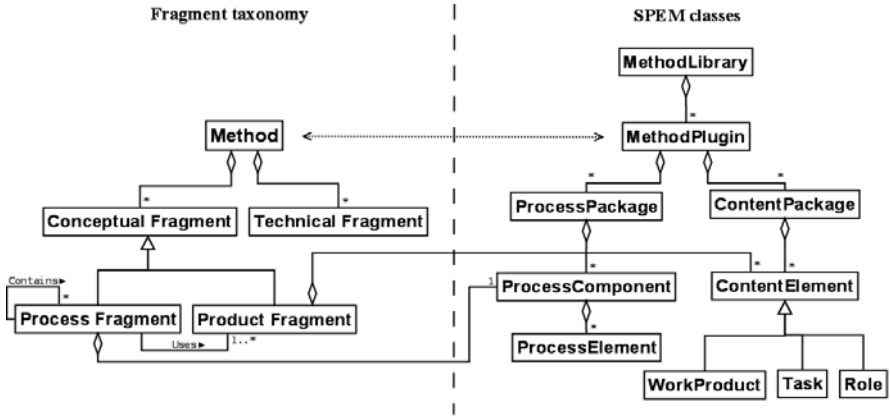 Fragment taxonomy
SPEM classes
MethodLibrary
*
Method
MethodPlugin
*
*
*
*
Conceptual Fragment
Technical Fragment
ProcessPackage
ContentPackage
Contains►
*
1
*
*
*
Process Fragment
Product Fragment
ProcessComponent
ContentElement
Uses►
1..*
*
ProcessElement
WorkProduct
Task
Role